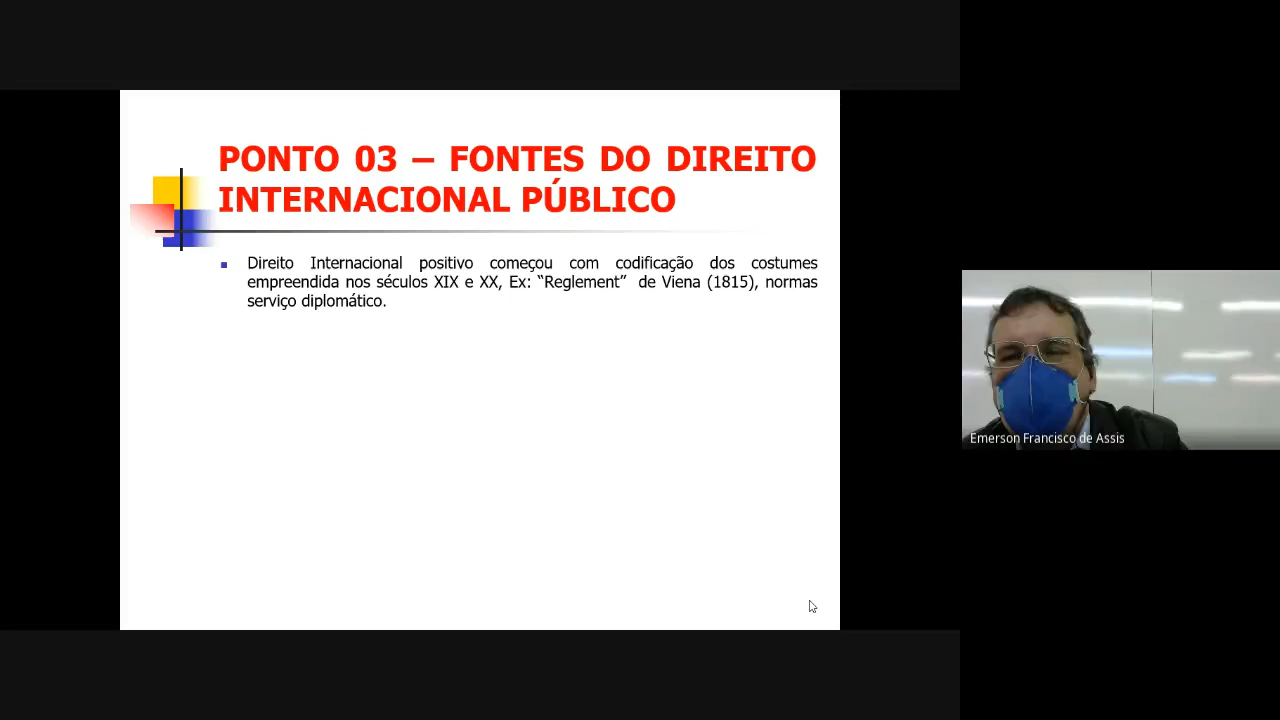 PONTO 03 – FONTES DO DIREITO
INTERNACIONAL PÚBLICO
Direito Internacional positivo começou com codificação dos costumes
empreendida nos séculos XIX e XX, Ex: “Reglement” de Viena (1815), normas
serviço diplomático.
Emerson Francisco de Assis